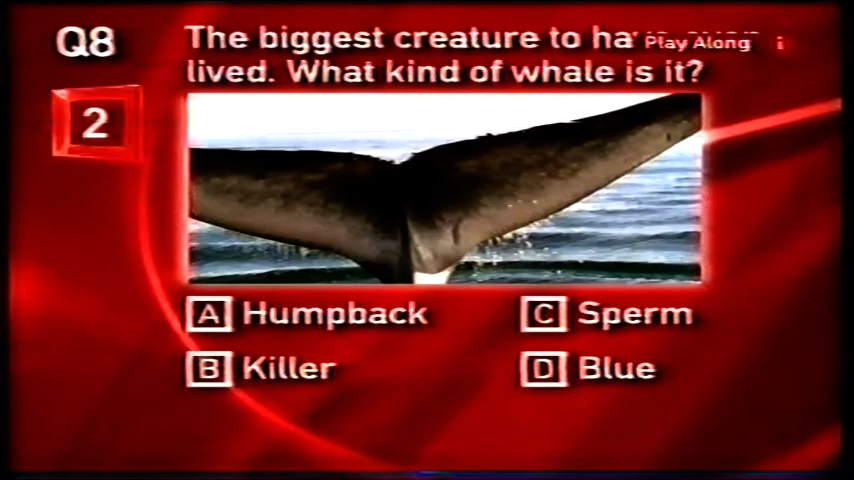 Q8
The biggest creature to ha
Play Along i
lived. What kind of whale is it?
2
A Humpback
C Sperm
B Killer
D Blue